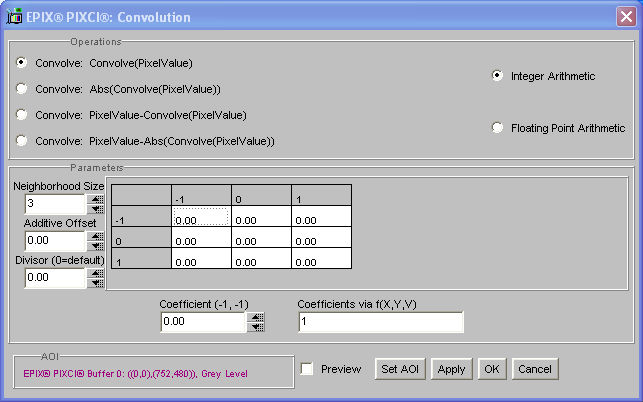 EPIX® PIXCI®: Convolution
Operations
Convolve: Convolve(PixelValue)
Convolve: Abs(Convolve(PixelValue))
Convolve: PixelValue-Convolve(PixelValue)
Convolve: PixelValue-Abs(Convolve(PixelValue))
Integer Arithmetic
Floating Point Arithmetic
Parameters
Neighborhood Size
3
Additive Offset
0.00
Divisor (0=default)
0.00
-1 0 1
-1 0.00 0.00 0.00
0 0.00 0.00 0.00
1 0.00 0.00 0.00
Coefficient (-1, -1)
0.00
Coefficients via f(X,Y,V)
1
AOI
EPIX® PIXCI® Buffer 0: ((0,0),(752,480)), Grey Level
Preview
Set AOI
Apply
OK
Cancel